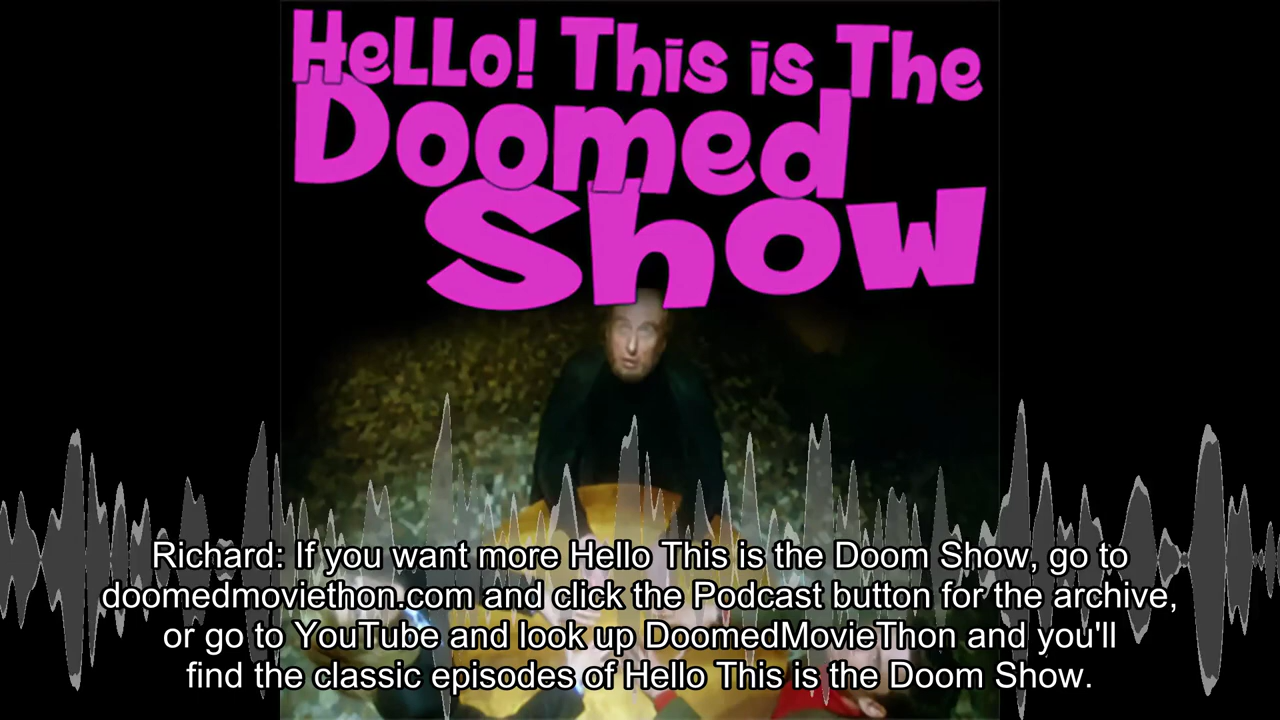 HeLLo! This is The
Doomed
Show
Richard: If you want more Hello This is the Doom Show, go to
doomedmoviethon.com and click the Podcast button for the archive,
or go to YouTube and look up DoomedMovieThon and you'll
find the classic episodes of Hello This is the Doom Show.